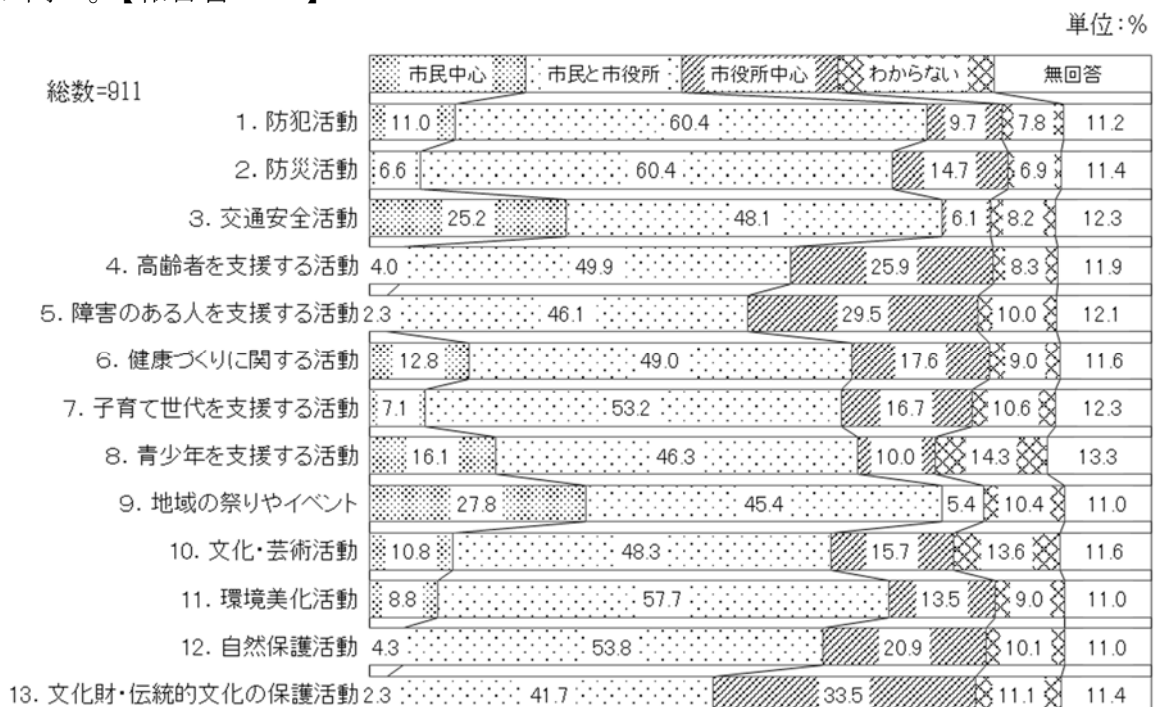 単位:%
総数=911
市民中心 市民と市役所 市役所中心 わからない 無回答
1. 防犯活動 11.0 60.4 9.7 7.8 11.2
2. 防災活動 6.6 60.4 14.7 6.9 11.4
3. 交通安全活動 25.2 48.1 6.1 8.2 12.3
4. 高齢者を支援する活動 4.0 49.9 25.9 8.3 11.9
5. 障害のある人を支援する活動 2.3 46.1 29.5 10.0 12.1
6. 健康づくりに関する活動 12.8 49.0 17.6 9.0 11.6
7. 子育て世代を支援する活動 7.1 53.2 16.7 10.6 12.3
8. 青少年を支援する活動 16.1 46.3 10.0 14.3 13.3
9. 地域の祭りやイベント 27.8 45.4 5.4 10.4 11.0
10. 文化・芸術活動 10.8 48.3 15.7 13.6 11.6
11. 環境美化活動 8.8 57.7 13.5 9.0 11.0
12. 自然保護活動 4.3 53.8 20.9 10.1 11.0
13. 文化財・伝統的文化の保護活動 2.3 41.7 33.5 11.1 11.4